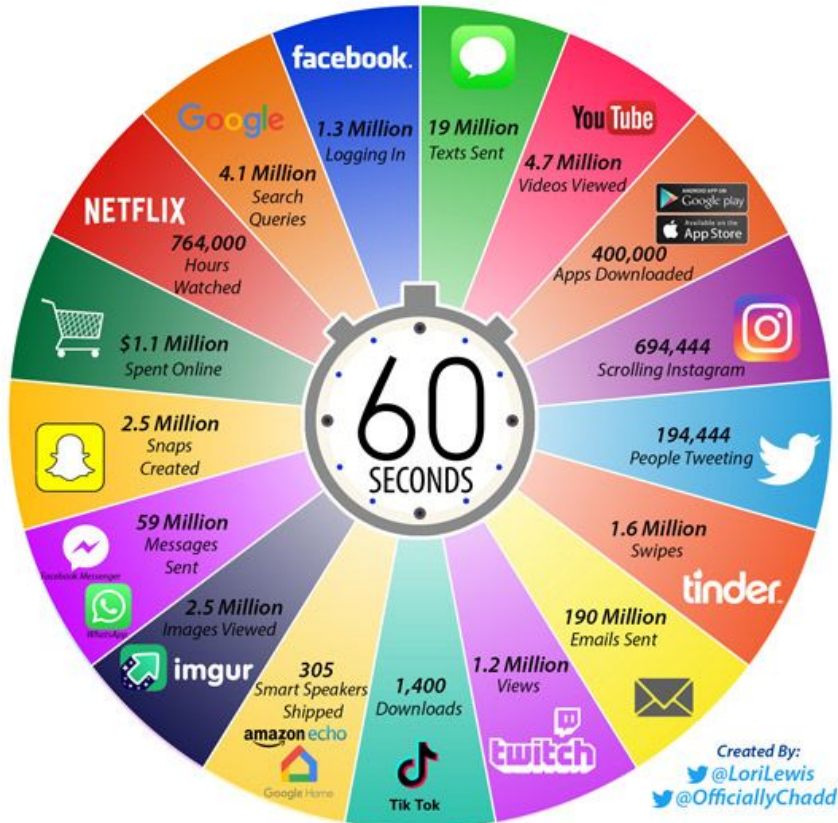 facebook.
1.3 Million
Logging In
19 Million
Texts Sent
YouTube
4.7 Million
Videos Viewed
ANDROID APP ON
Google play
Available on the
App Store
400,000
Apps Downloaded
694,444
Scrolling Instagram
194,444
People Tweeting
1.6 Million
Swipes
tinder
190 Million
Emails Sent
1.2 Million
Views
twitch
1,400
Downloads
Tik Tok
305
Smart Speakers
Shipped
amazon echo
Google Home
2.5 Million
Images Viewed
imgur
59 Million
Messages
Sent
Facebook Messenger
WhatsApp
2.5 Million
Snaps
Created
$1.1 Million
Spent Online
NETFLIX
764,000
Hours
Watched
Google
4.1 Million
Search
Queries
60
SECONDS
Created By:
@LoriLewis
@OfficiallyChadd